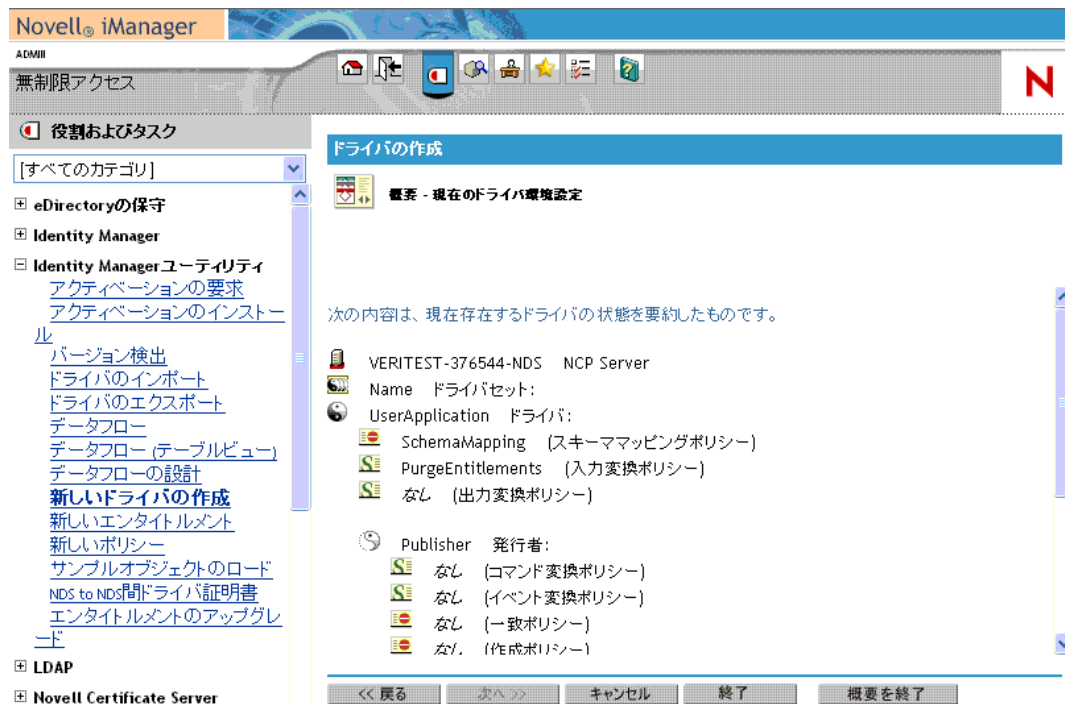 Novell® iManager
ADMIN
無制限アクセス
N
役割およびタスク
[すべてのカテゴリ]
eDirectoryの保守
Identity Manager
Identity Managerユーティリティ
アクティベーションの要求
アクティベーションのインストー
ル
バージョン検出
ドライバのインポート
ドライバのエクスポート
データフロー
データフロー (テーブルビュー)
データフローの設計
新しいドライバの作成
新しいエンタイトルメント
新しいポリシー
サンプルオブジェクトのロード
NDS to NDS間ドライバ証明書
エンタイトルメントのアップグレ
ード
LDAP
Novell Certificate Server
ドライバの作成
概要 - 現在のドライバ環境設定
次の内容は、現在存在するドライバの状態を要約したものです。
VERITEST-376544-NDS NCP Server
Name ドライバセット:
UserApplication ドライバ:
SchemaMapping (スキーママッピングポリシー)
PurgeEntitlements (入力変換ポリシー)
なし (出力変換ポリシー)
Publisher 発行者:
なし (コマンド変換ポリシー)
なし (イベント変換ポリシー)
なし (一致ポリシー)
なし (作成ポリシー)
<< 戻る 次へ >> キャンセル 終了 概要を終了